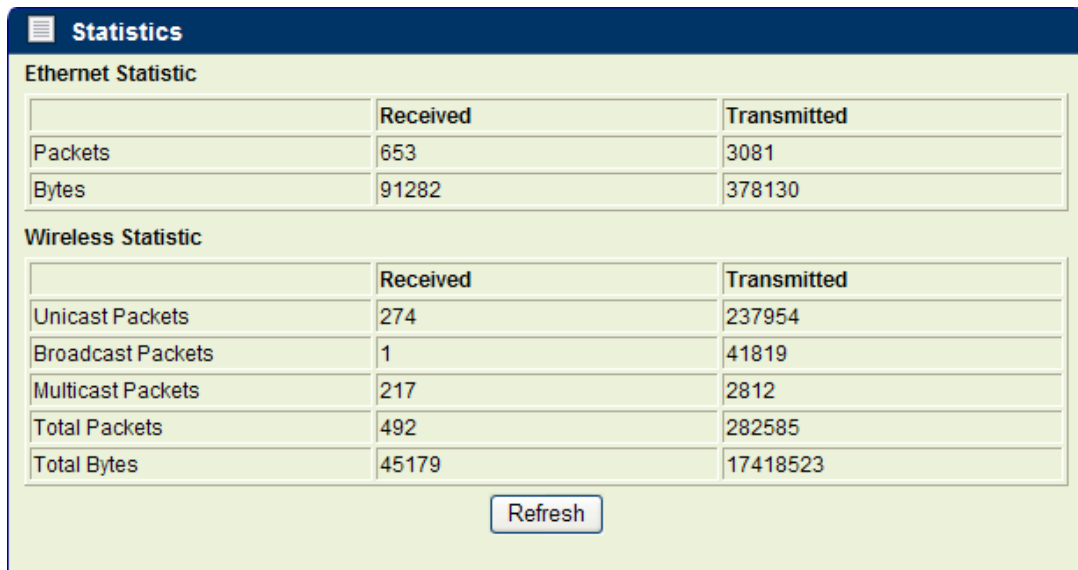 Statistics
Ethernet Statistic
Received Transmitted
Packets 653 3081
Bytes 91282 378130
Wireless Statistic
Received Transmitted
Unicast Packets 274 237954
Broadcast Packets 1 41819
Multicast Packets 217 2812
Total Packets 492 282585
Total Bytes 45179 17418523
Refresh